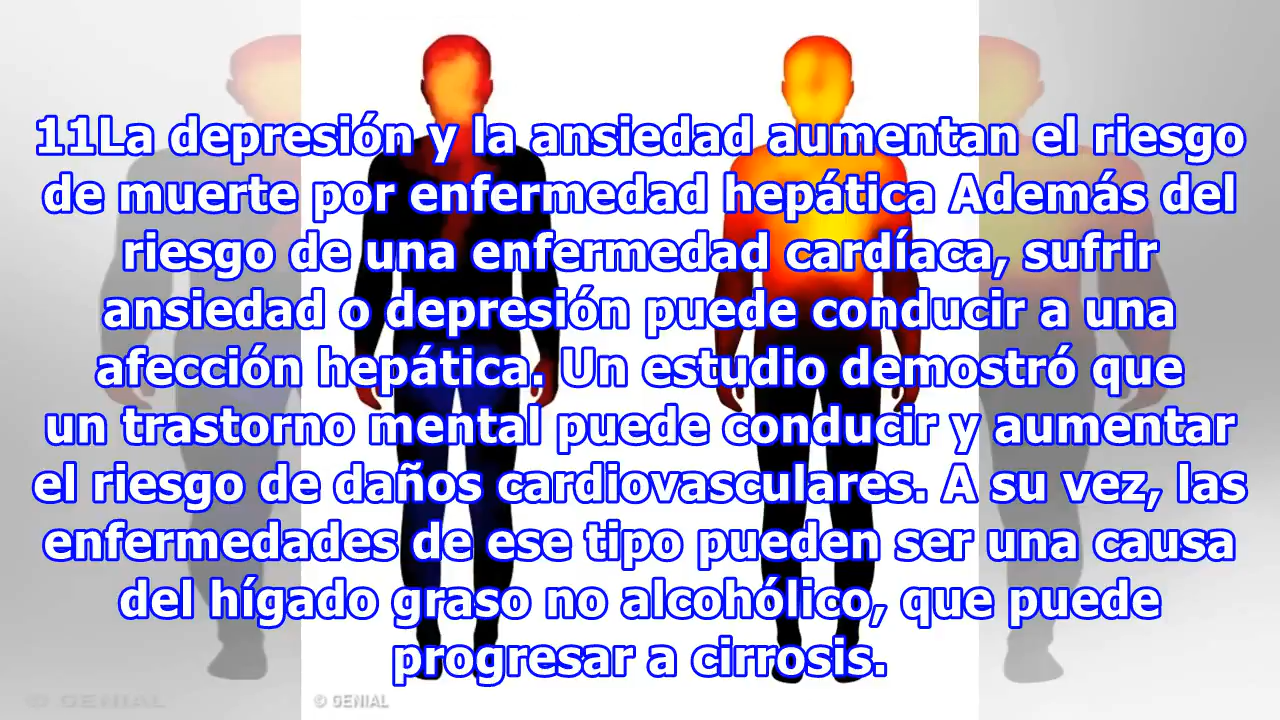 11La depresión y la ansiedad aumentan el riesgo
de muerte por enfermedad hepática Además del
riesgo de una enfermedad cardíaca, sufrir
ansiedad o depresión puede conducir a una
afección hepática. Un estudio demostró que
un trastorno mental puede conducir y aumentar
el riesgo de daños cardiovasculares. A su vez, las
enfermedades de ese tipo pueden ser una causa
del hígado graso no alcohólico, que puede
progresar a cirrosis.
© GENIAL
© GENIAL